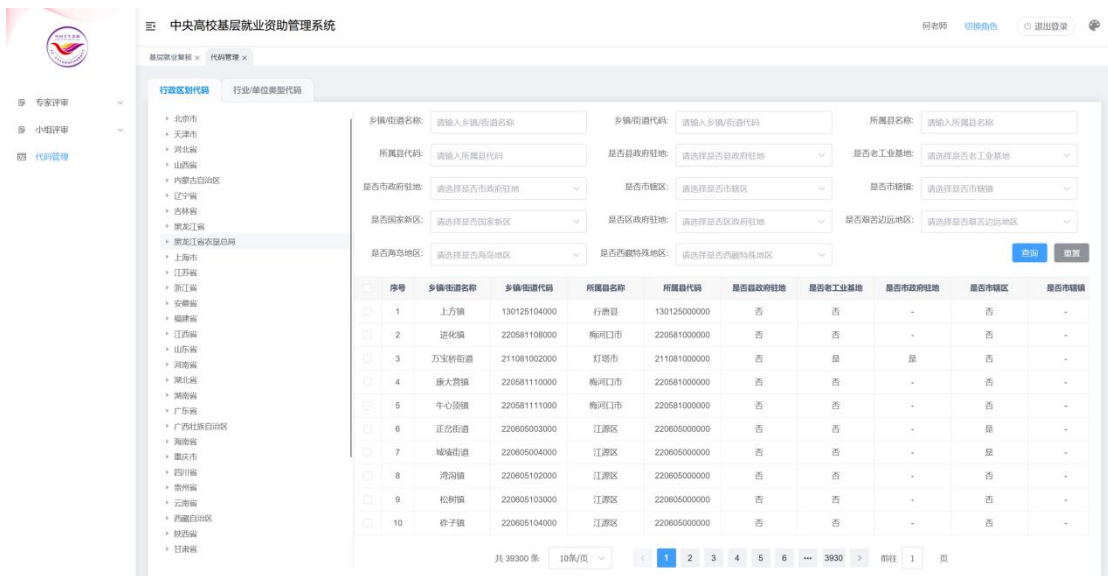 中央高校基层就业资助管理系统
何老师 切换角色 退出登录
基层就业复核 × 代码管理 ×
专家评审
小组评审
代码管理
行政区划代码 行业/单位类型代码
北京市
天津市
河北省
山西省
内蒙古自治区
辽宁省
吉林省
黑龙江省
黑龙江省农垦总局
上海市
江苏省
浙江省
安徽省
福建省
江西省
山东省
河南省
湖北省
湖南省
广东省
广西壮族自治区
海南省
重庆市
四川省
贵州省
云南省
西藏自治区
陕西省
甘肃省
乡镇/街道名称: 请输入乡镇/街道名称 乡镇/街道代码: 请输入乡镇/街道代码 所属县名称: 请输入所属县名称
所属县代码: 请输入所属县代码 是否县政府驻地: 请选择是否县政府驻地 是否老工业基地: 请选择是否老工业基地
是否市政府驻地: 请选择是否市政府驻地 是否市辖区: 请选择是否市辖区 是否市辖镇: 请选择是否市辖镇
是否国家新区: 请选择是否国家新区 是否区政府驻地: 请选择是否区政府驻地 是否艰苦边远地区: 请选择是否艰苦边远地区
是否海岛地区: 请选择是否海岛地区 是否西藏特殊地区: 请选择是否西藏特殊地区 查询 重置
序号 乡镇/街道名称 乡镇/街道代码 所属县名称 所属县代码 是否县政府驻地 是否老工业基地 是否市政府驻地 是否市辖区 是否市辖镇
1 上方镇 130125104000 行唐县 130125000000 否 否 - 否 -
2 进化镇 220581108000 梅河口市 220581000000 否 否 - 否 -
3 万宝桥街道 211081002000 灯塔市 211081000000 否 是 是 否 -
4 康大营镇 220581110000 梅河口市 220581000000 否 否 - 否 -
5 牛心顶镇 220581111000 梅河口市 220581000000 否 否 - 否 -
6 正岔街道 220605003000 江源区 220605000000 否 否 - 是 -
7 城墙街道 220605004000 江源区 220605000000 否 否 - 是 -
8 湾沟镇 220605102000 江源区 220605000000 否 否 - 否 -
9 松树镇 220605103000 江源区 220605000000 否 否 - 否 -
10 砟子镇 220605104000 江源区 220605000000 否 否 - 否 -
共 39300 条 10条/页 < 1 2 3 4 5 6 ··· 3930 > 前往 1 页